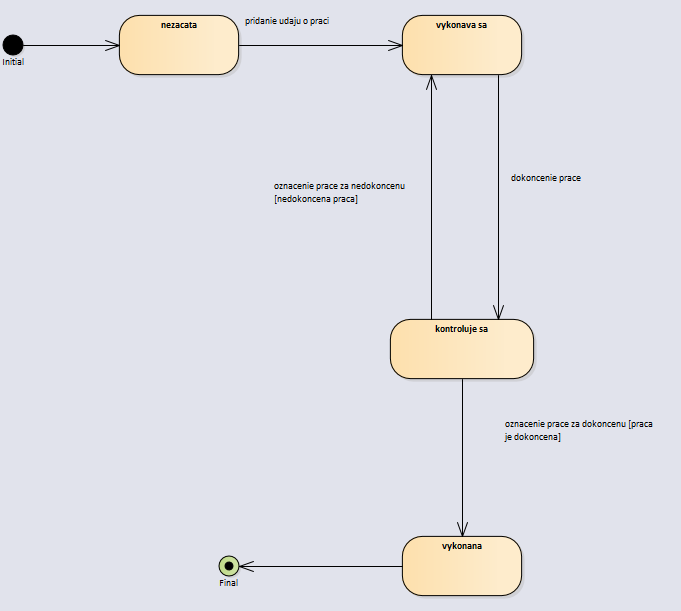 nezacata
pridanie udaju o praci
vykonava sa
Initial
oznacenie prace za nedokoncenu
[nedokoncena praca]
dokoncenie prace
kontroluje sa
oznacenie prace za dokoncenu [praca
je dokoncena]
vykonana
Final